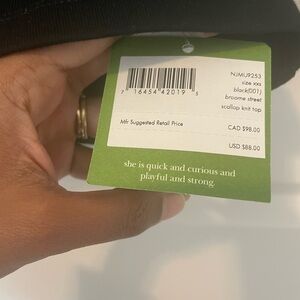 NJMU9253
size xxs
black(001)
broome street
scallop knit top
7 16454 42019 5
Mfr Suggested Retail Price
CAD $98.00
USD $88.00
she is quick and curious and
playful and strong.